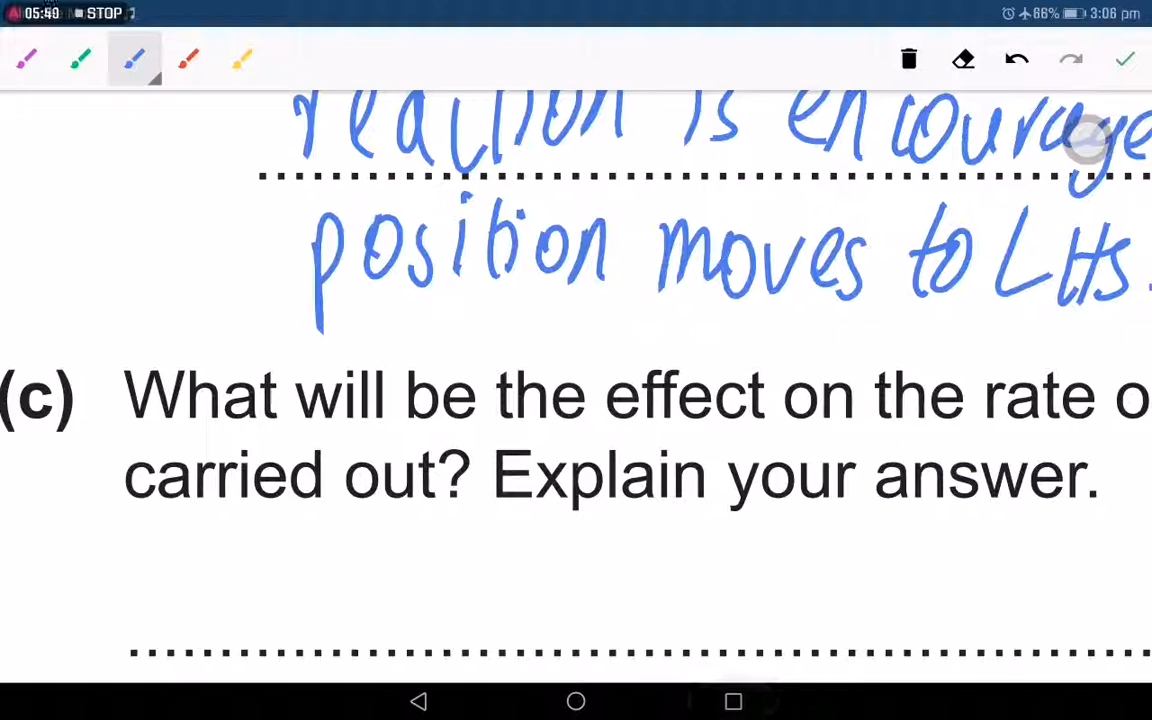 05:49 STOP 66% 3:06 pm
reaction is encourage
position moves to LHS.
(c) What will be the effect on the rate o
carried out? Explain your answer.